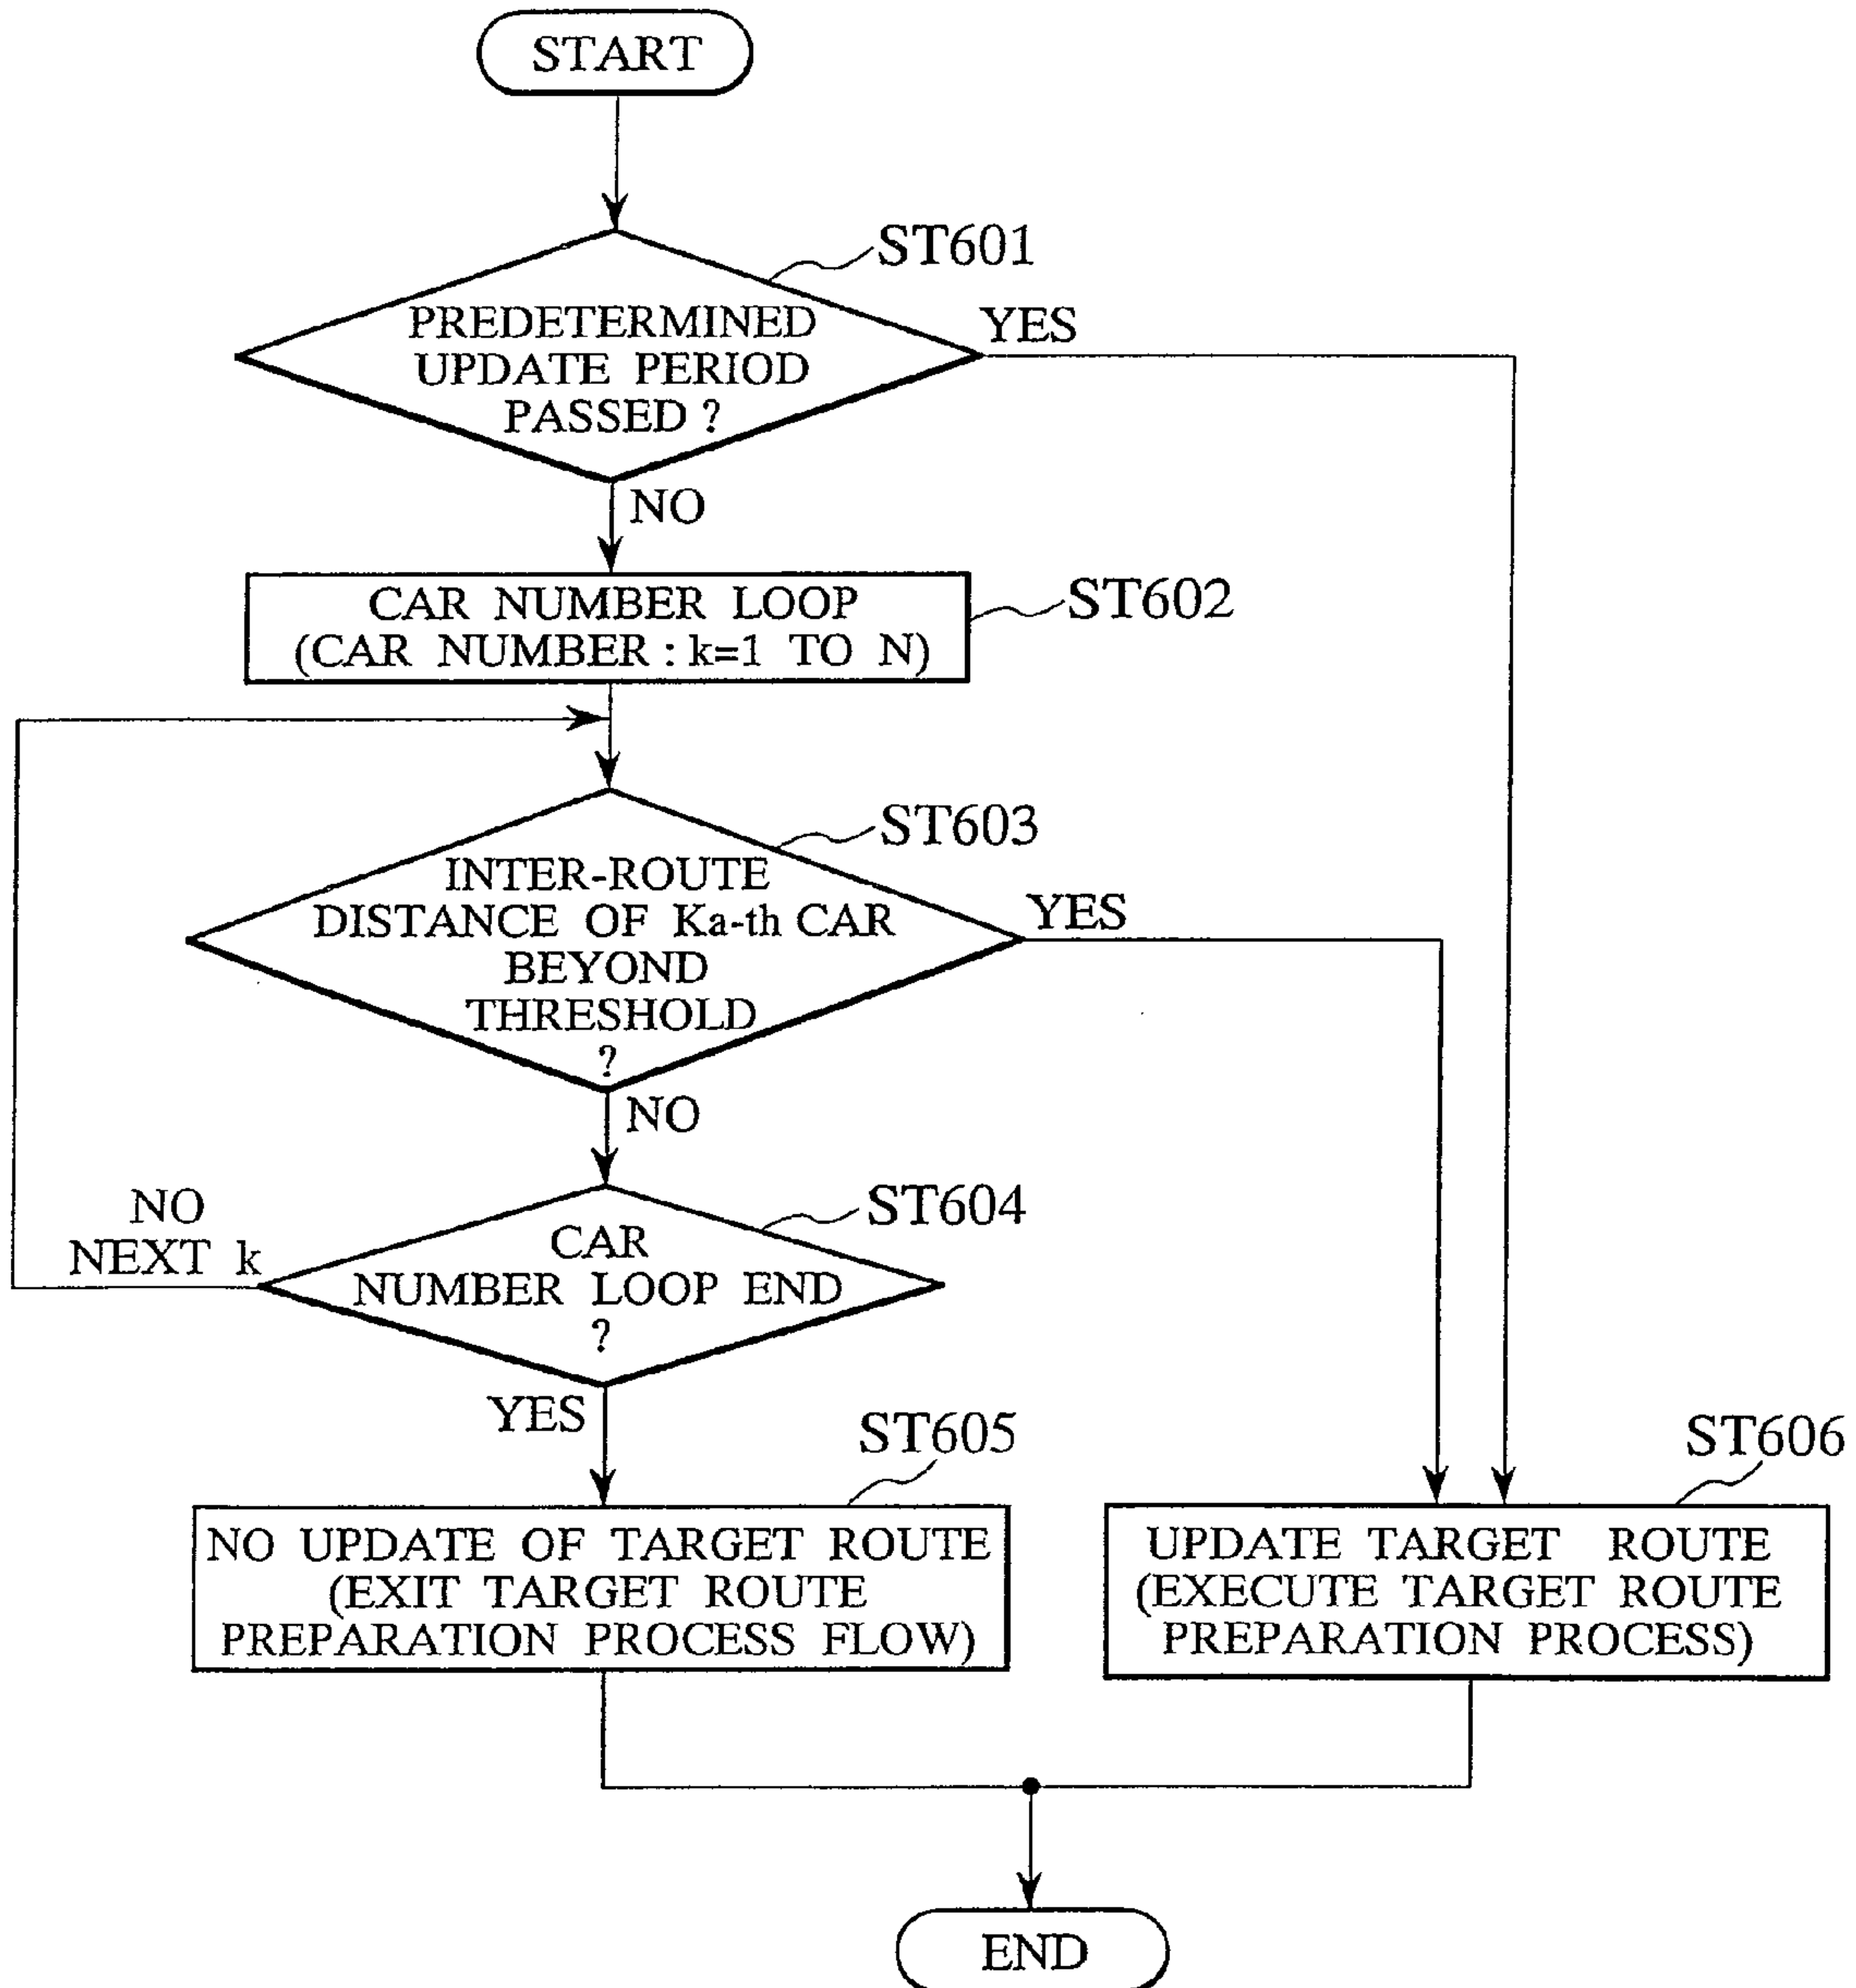 START
ST601
PREDETERMINED
UPDATE PERIOD
PASSED ?
YES
NO
CAR NUMBER LOOP
(CAR NUMBER : k=1 TO N)
ST602
ST603
INTER-ROUTE
DISTANCE OF Ka-th CAR
BEYOND
THRESHOLD
?
YES
NO
ST604
NO
NEXT k
CAR
NUMBER LOOP END
?
YES
ST605
NO UPDATE OF TARGET ROUTE
(EXIT TARGET ROUTE
PREPARATION PROCESS FLOW)
ST606
UPDATE TARGET ROUTE
(EXECUTE TARGET ROUTE
PREPARATION PROCESS)
END